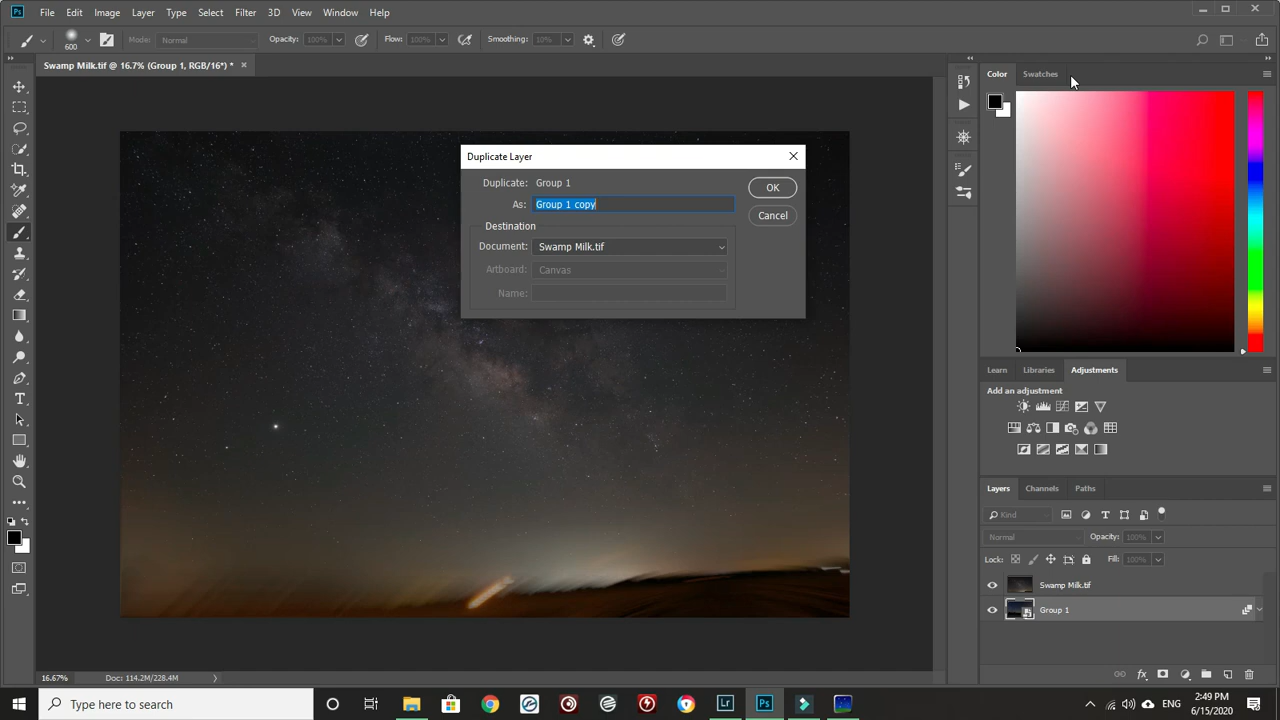 Ps File Edit Image Layer Type Select Filter 3D View Window Help
600 Mode: Normal Opacity: 100% Flow: 100% Smoothing: 10%
Swamp Milk.tif @ 16.7% (Group 1, RGB/16*) * ×
Color Swatches
Duplicate Layer
Duplicate: Group 1
OK
As: Group 1 copy
Cancel
Destination
Document: Swamp Milk.tif
Artboard: Canvas
Name:
Learn Libraries Adjustments
Add an adjustment
Layers Channels Paths
Kind
Normal Opacity: 100%
Lock: Fill: 100%
Swamp Milk.tif
Group 1
fx
16.67% Doc: 114.2M/228.4M
Type here to search
Lr Ps
ENG
2:49 PM
6/15/2020